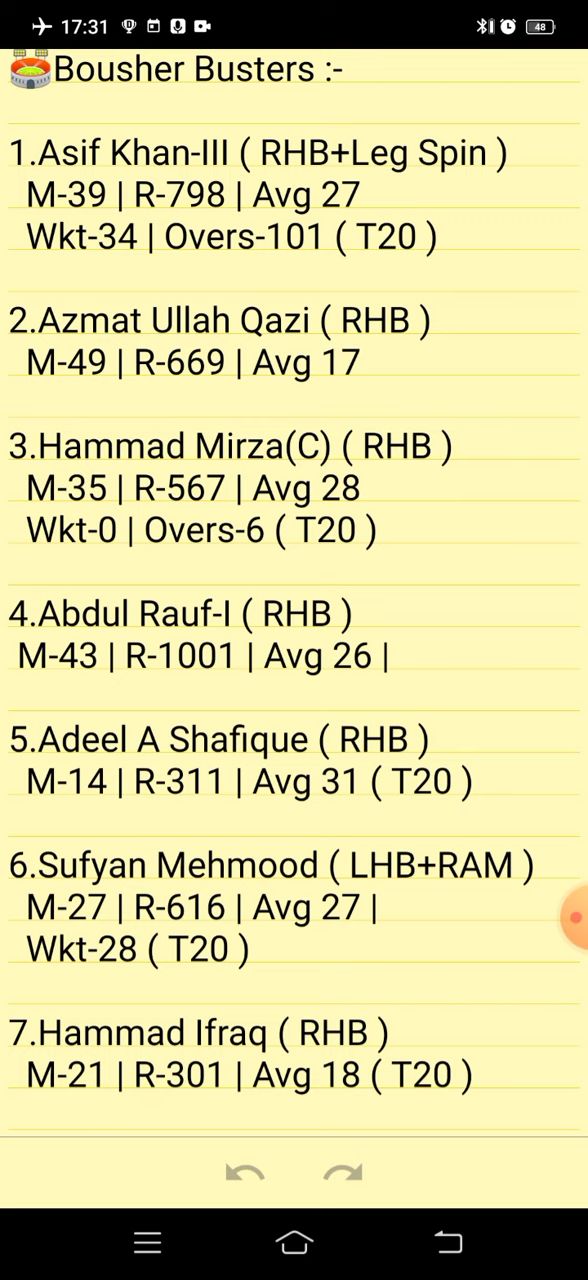 17:31
48
Bousher Busters :-
1.Asif Khan-III ( RHB+Leg Spin )
M-39 | R-798 | Avg 27
Wkt-34 | Overs-101 ( T20 )
2.Azmat Ullah Qazi ( RHB )
M-49 | R-669 | Avg 17
3.Hammad Mirza(C) ( RHB )
M-35 | R-567 | Avg 28
Wkt-0 | Overs-6 ( T20 )
4.Abdul Rauf-I ( RHB )
M-43 | R-1001 | Avg 26 |
5.Adeel A Shafique ( RHB )
M-14 | R-311 | Avg 31 ( T20 )
6.Sufyan Mehmood ( LHB+RAM )
M-27 | R-616 | Avg 27 |
Wkt-28 ( T20 )
7.Hammad Ifraq ( RHB )
M-21 | R-301 | Avg 18 ( T20 )